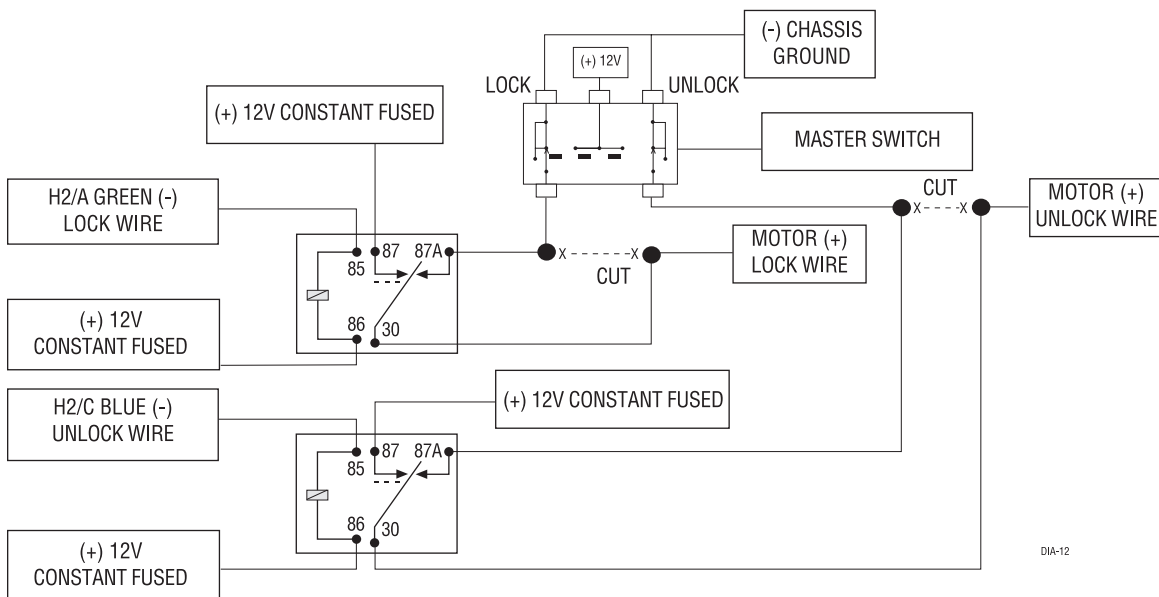 (-) CHASSIS
GROUND
(+) 12V
LOCK
UNLOCK
(+) 12V CONSTANT FUSED
MASTER SWITCH
H2/A GREEN (-)
LOCK WIRE
CUT
MOTOR (+)
UNLOCK WIRE
87
87A
85
MOTOR (+)
LOCK WIRE
X
X
X
X
CUT
86
30
(+) 12V
CONSTANT FUSED
(+) 12V CONSTANT FUSED
H2/C BLUE (-)
UNLOCK WIRE
87
87A
85
86
30
(+) 12V
CONSTANT FUSED
DIA-12